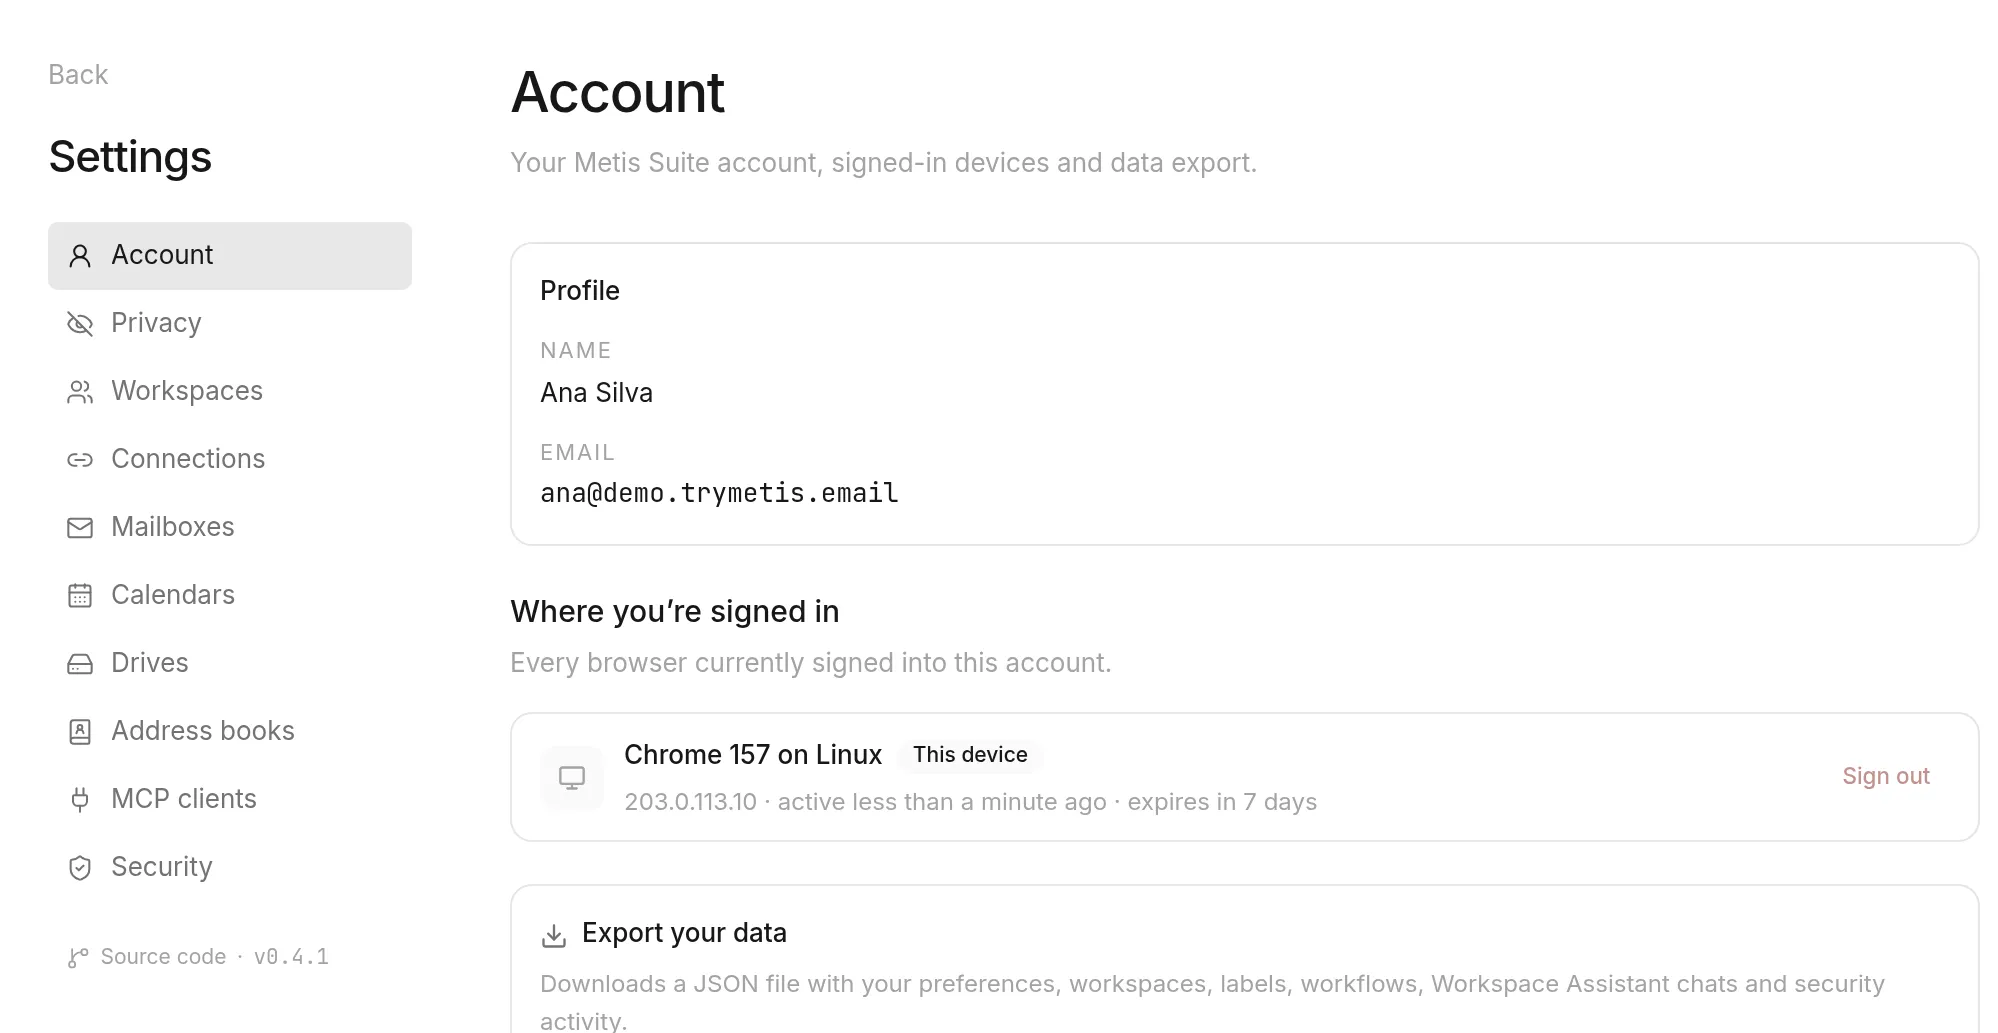 Back
Settings
Account
Privacy
Workspaces
Connections
Mailboxes
Calendars
Drives
Address books
MCP clients
Security
Source code · v0.4.1
Account
Your Metis Suite account, signed-in devices and data export.
Profile
NAME
Ana Silva
EMAIL
ana@demo.trymetis.email
Where you’re signed in
Every browser currently signed into this account.
Chrome 157 on Linux This device
203.0.113.10 · active less than a minute ago · expires in 7 days
Sign out
Export your data
Downloads a JSON file with your preferences, workspaces, labels, workflows, Workspace Assistant chats and security
activity.